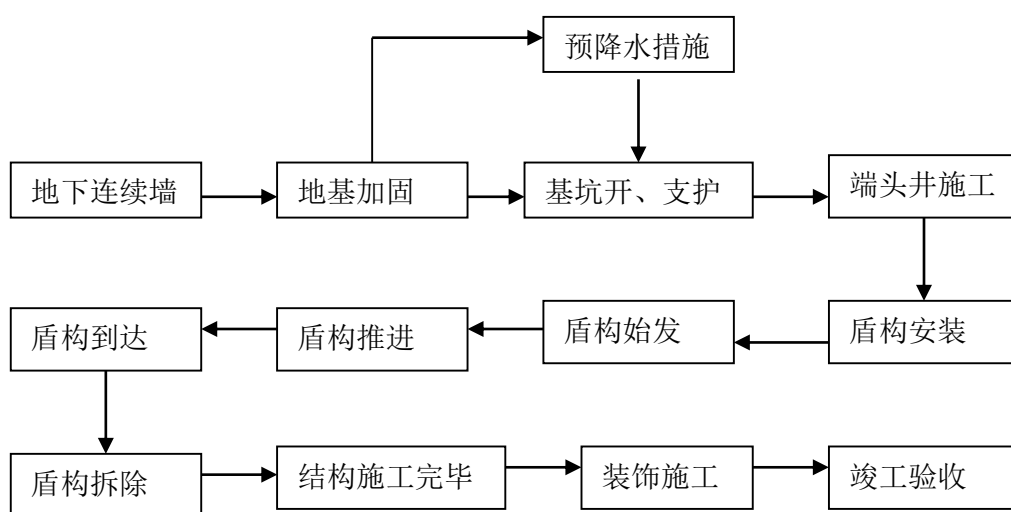 预降水措施
地下连续墙
地基加固
基坑开、支护
端头井施工
盾构到达
盾构推进
盾构始发
盾构安装
盾构拆除
结构施工完毕
装饰施工
竣工验收